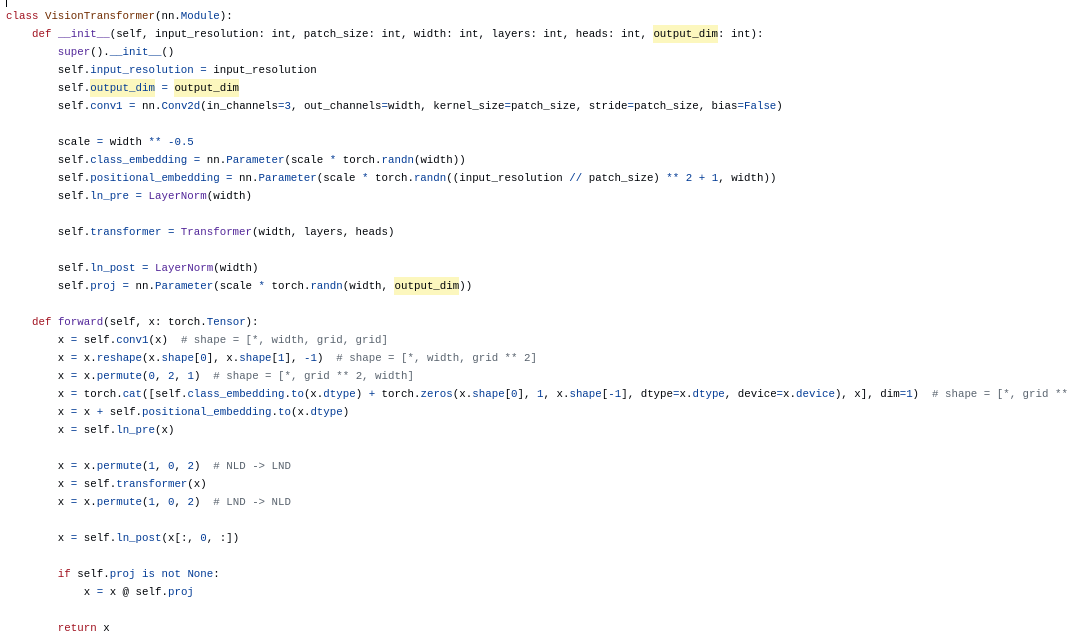 class VisionTransformer(nn.Module):
    def __init__(self, input_resolution: int, patch_size: int, width: int, layers: int, heads: int, output_dim: int):
        super().__init__()
        self.input_resolution = input_resolution
        self.output_dim = output_dim
        self.conv1 = nn.Conv2d(in_channels=3, out_channels=width, kernel_size=patch_size, stride=patch_size, bias=False)

        scale = width ** -0.5
        self.class_embedding = nn.Parameter(scale * torch.randn(width))
        self.positional_embedding = nn.Parameter(scale * torch.randn((input_resolution // patch_size) ** 2 + 1, width))
        self.ln_pre = LayerNorm(width)

        self.transformer = Transformer(width, layers, heads)

        self.ln_post = LayerNorm(width)
        self.proj = nn.Parameter(scale * torch.randn(width, output_dim))

    def forward(self, x: torch.Tensor):
        x = self.conv1(x)  # shape = [*, width, grid, grid]
        x = x.reshape(x.shape[0], x.shape[1], -1)  # shape = [*, width, grid ** 2]
        x = x.permute(0, 2, 1)  # shape = [*, grid ** 2, width]
        x = torch.cat([self.class_embedding.to(x.dtype) + torch.zeros(x.shape[0], 1, x.shape[-1], dtype=x.dtype, device=x.device), x], dim=1)  # shape = [*, grid **
        x = x + self.positional_embedding.to(x.dtype)
        x = self.ln_pre(x)

        x = x.permute(1, 0, 2)  # NLD -> LND
        x = self.transformer(x)
        x = x.permute(1, 0, 2)  # LND -> NLD

        x = self.ln_post(x[:, 0, :])

        if self.proj is not None:
            x = x @ self.proj

        return x